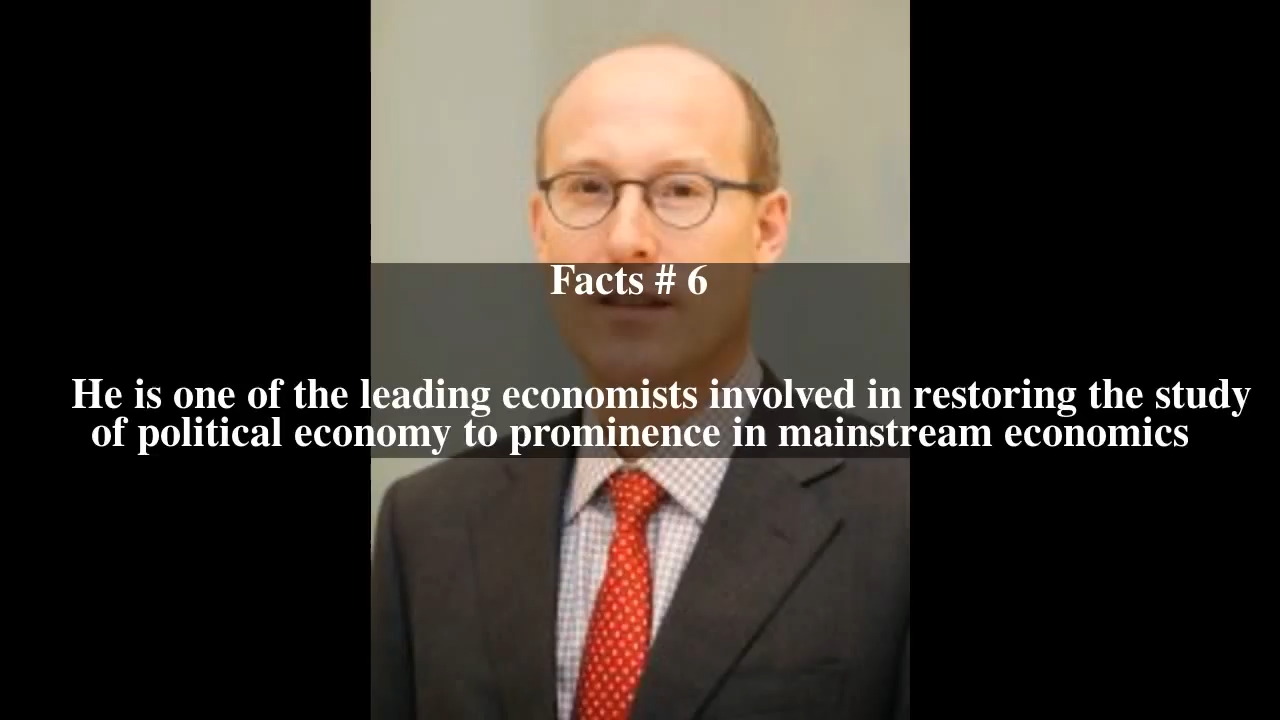 Facts # 6
He is one of the leading economists involved in restoring the study
of political economy to prominence in mainstream economics